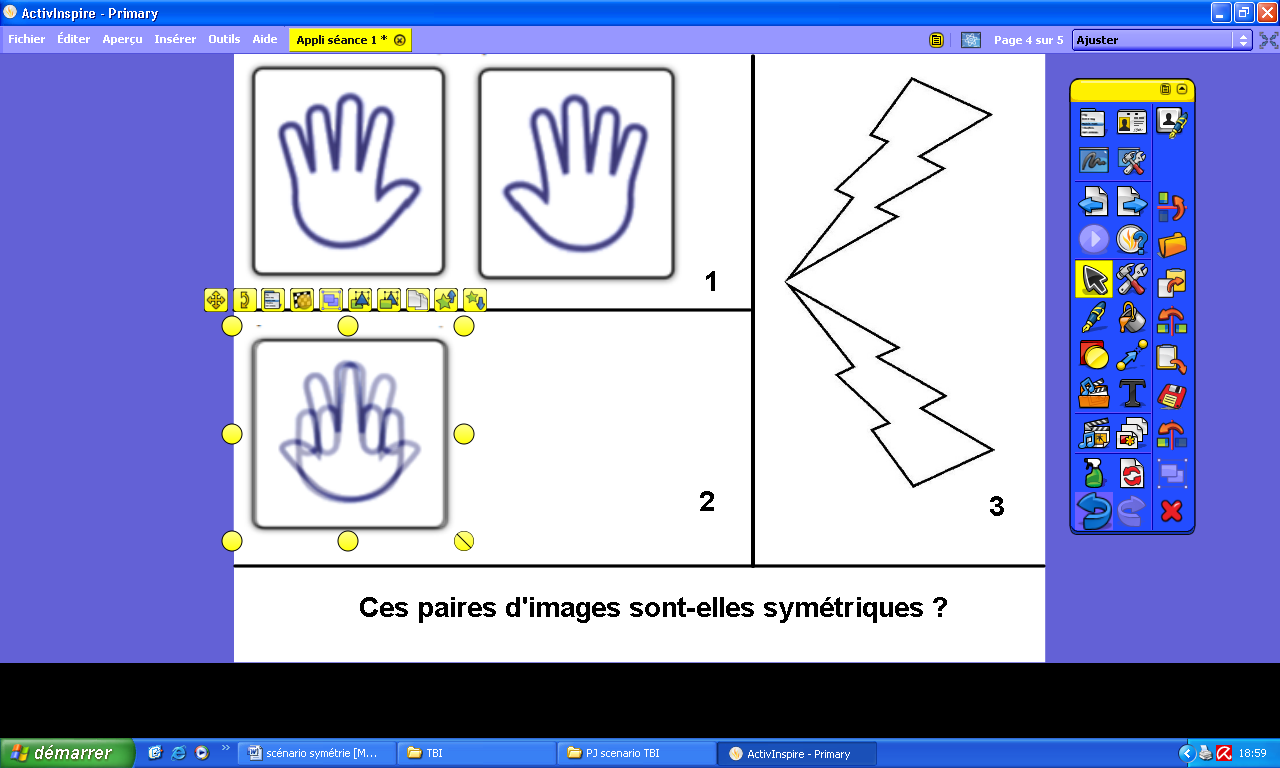 ActivInspire - Primary
Fichier Éditer Aperçu Insérer Outils Aide Appli séance 1 * Page 4 sur 5 Ajuster
1
2
3
Ces paires d'images sont-elles symétriques ?
démarrer scénario symétrie [M... TBI PJ scenario TBI ActivInspire - Primary 18:59